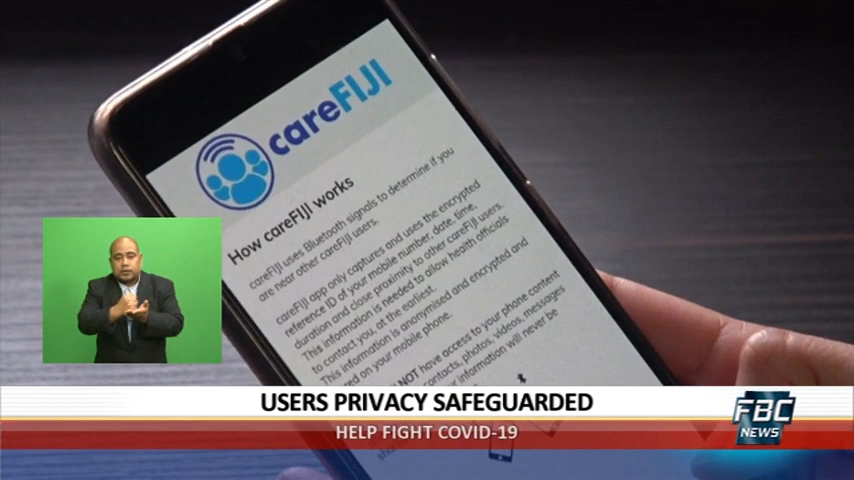 careFIJI
How careFIJI works
careFIJI uses Bluetooth signals to determine if you
are near other careFIJI users.
careFIJI app only captures and uses the encrypted
reference ID of your mobile number, date, time,
duration and close proximity to other careFIJI users.
This information is needed to allow health officials
to contact you, at the earliest.
This information is anonymised and encrypted and
on your mobile phone.
NOT have access to your phone content
contacts, photos, videos, messages
information will never be
USERS PRIVACY SAFEGUARDED
HELP FIGHT COVID-19
FBC
NEWS